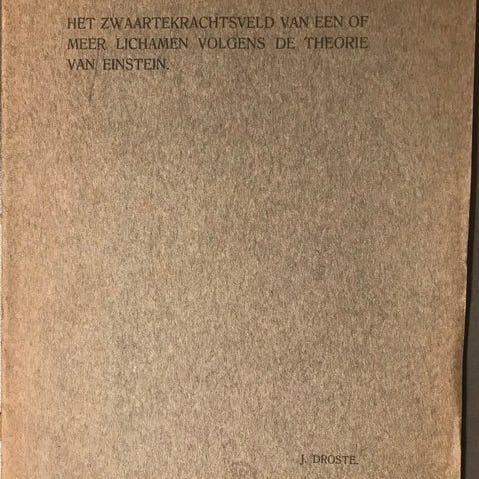 HET ZWAARTEKRACHTSVELD VAN EEN OF
MEER LICHAMEN VOLGENS DE THEORIE
VAN EINSTEIN.
J. DROSTE.